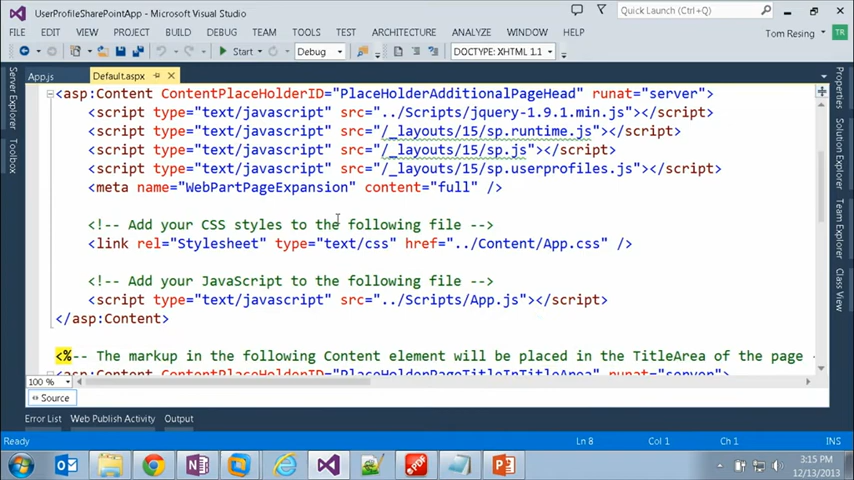 UserProfileSharePointApp - Microsoft Visual Studio
Quick Launch (Ctrl+Q)
FILE EDIT VIEW PROJECT BUILD DEBUG TEAM TOOLS TEST ARCHITECTURE ANALYZE WINDOW HELP
Tom Resing TR
Start Debug DOCTYPE: XHTML 1.1
App.js Default.aspx
Server Explorer
Toolbox
<asp:Content ContentPlaceHolderID="PlaceHolderAdditionalPageHead" runat="server">
<script type="text/javascript" src="../Scripts/jquery-1.9.1.min.js"></script>
<script type="text/javascript" src="/_layouts/15/sp.runtime.js"></script>
<script type="text/javascript" src="/_layouts/15/sp.js"></script>
<script type="text/javascript" src="/_layouts/15/sp.userprofiles.js"></script>
<meta name="WebPartPageExpansion" content="full" />
<!-- Add your CSS styles to the following file -->
<link rel="Stylesheet" type="text/css" href="../Content/App.css" />
<!-- Add your JavaScript to the following file -->
<script type="text/javascript" src="../Scripts/App.js"></script>
</asp:Content>
<%-- The markup in the following Content element will be placed in the TitleArea of the page -
<asp:Content ContentPlaceHolderID="PlaceHolderPageTitleInTitleArea" runat="server">
Properties
Solution Explorer
Team Explorer
Class View
100 %
Source
Error List Web Publish Activity Output
Ready Ln 8 Col 1 Ch 1 INS
3:15 PM
12/13/2013